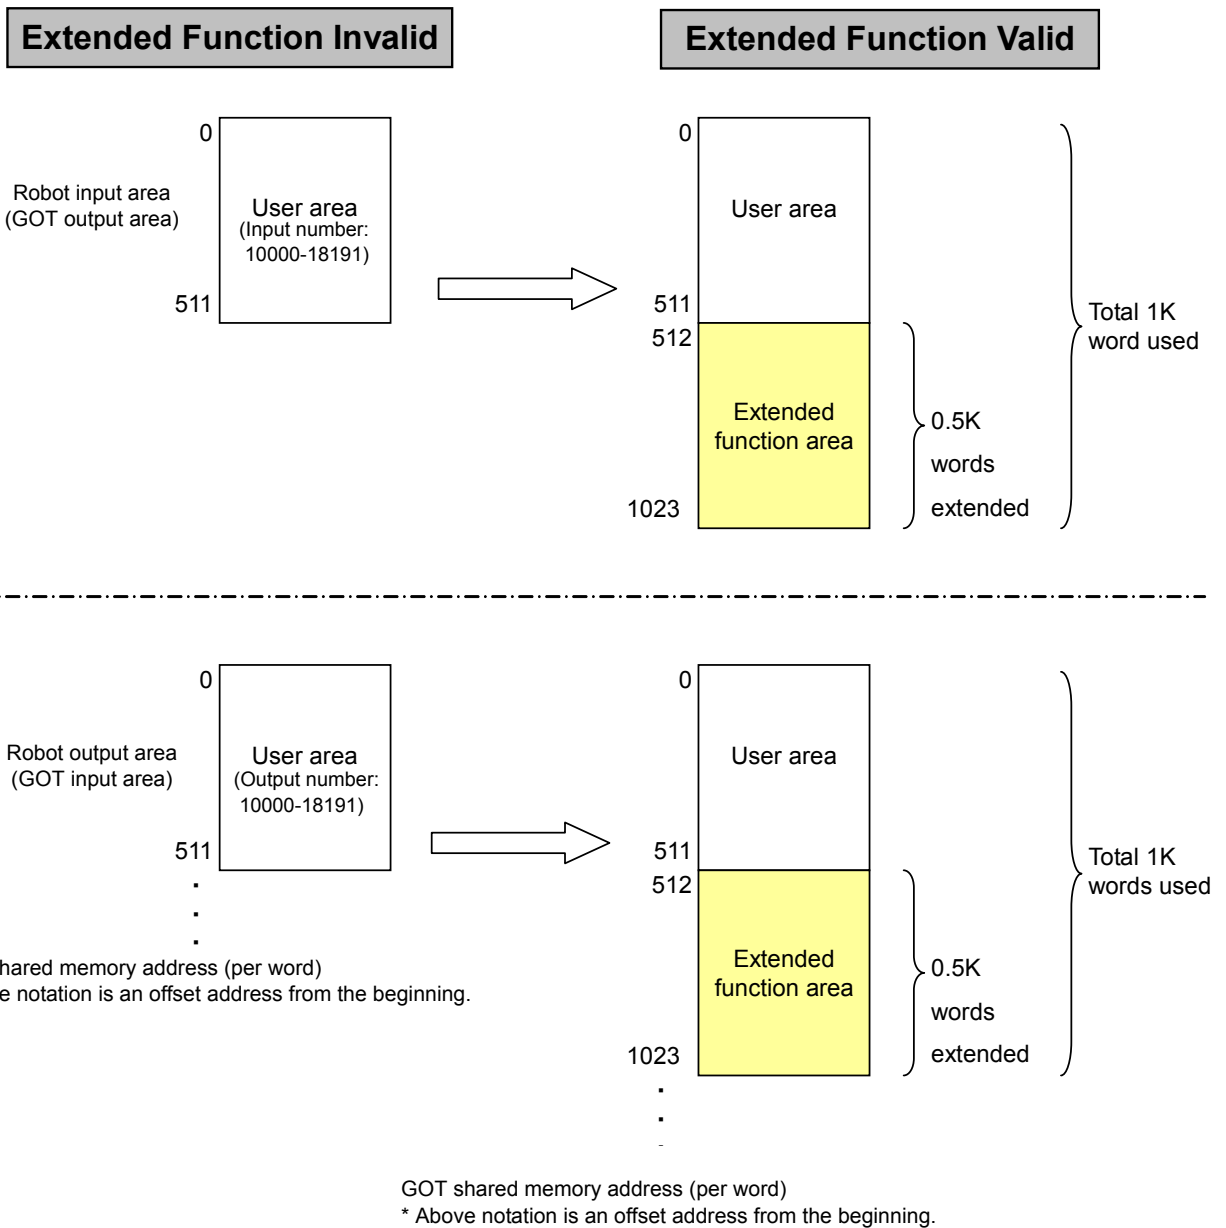 Extended Function Invalid
Extended Function Valid
0
Robot input area
(GOT output area)
User area
(Input number:
10000-18191)
511
0
User area
511
512
Extended
function area
1023
0.5K
words
extended
Total 1K
word used
0
Robot output area
(GOT input area)
User area
(Output number:
10000-18191)
511
shared memory address (per word)
notation is an offset address from the beginning.
0
User area
511
512
Extended
function area
1023
0.5K
words
extended
Total 1K
words used
GOT shared memory address (per word)
* Above notation is an offset address from the beginning.